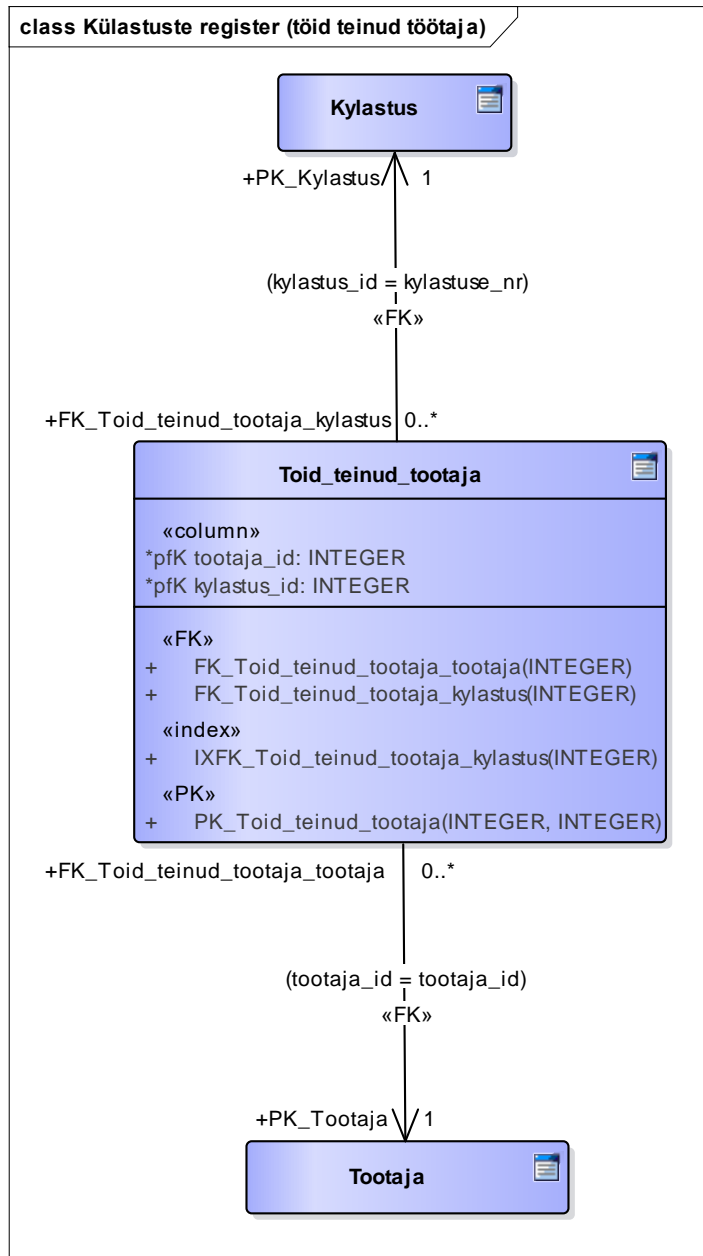 class Külastuste register (töid teinud töötaja)
Kylastus
+PK_Kylastus 1
(kylastus_id = kylastuse_nr)
«FK»
+FK_Toid_teinud_tootaja_kylastus 0..*
Toid_teinud_tootaja
«column»
*pfK tootaja_id: INTEGER
*pfK kylastus_id: INTEGER
«FK»
+ FK_Toid_teinud_tootaja_tootaja(INTEGER)
+ FK_Toid_teinud_tootaja_kylastus(INTEGER)
«index»
+ IXFK_Toid_teinud_tootaja_kylastus(INTEGER)
«PK»
+ PK_Toid_teinud_tootaja(INTEGER, INTEGER)
+FK_Toid_teinud_tootaja_tootaja 0..*
(tootaja_id = tootaja_id)
«FK»
+PK_Tootaja 1
Tootaja